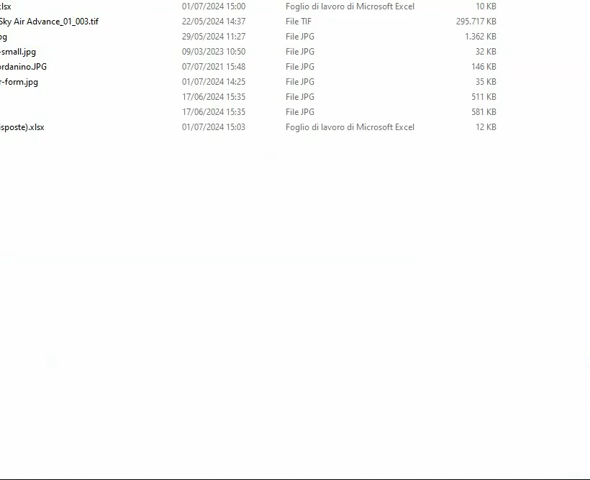 lsx 01/07/2024 15:00 Foglio di lavoro di Microsoft Excel 10 KB
Sky Air Advance_01_003.tif 22/05/2024 14:37 File TIF 295.717 KB
pg 29/05/2024 11:27 File JPG 1.362 KB
-small.jpg 09/03/2023 10:50 File JPG 32 KB
ordanino.JPG 07/07/2021 15:48 File JPG 146 KB
r-form.jpg 01/07/2024 14:25 File JPG 35 KB
17/06/2024 15:35 File JPG 511 KB
17/06/2024 15:35 File JPG 581 KB
isposte).xlsx 01/07/2024 15:03 Foglio di lavoro di Microsoft Excel 12 KB